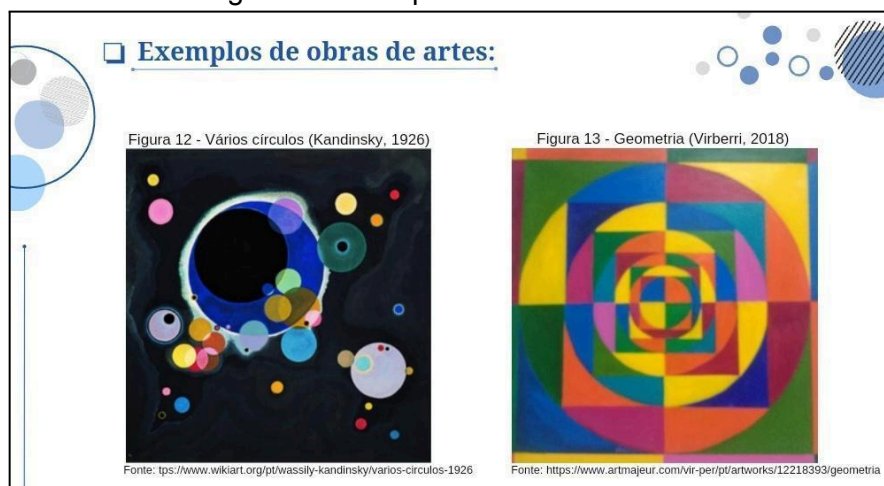 ❏ Exemplos de obras de artes:
Figura 12 - Vários círculos (Kandinsky, 1926)
Figura 13 - Geometria (Virberri, 2018)
Fonte: tps://www.wikiart.org/pt/wassily-kandinsky/varios-circulos-1926
Fonte: https://www.artmajeur.com/vir-per/pt/artworks/12218393/geometria